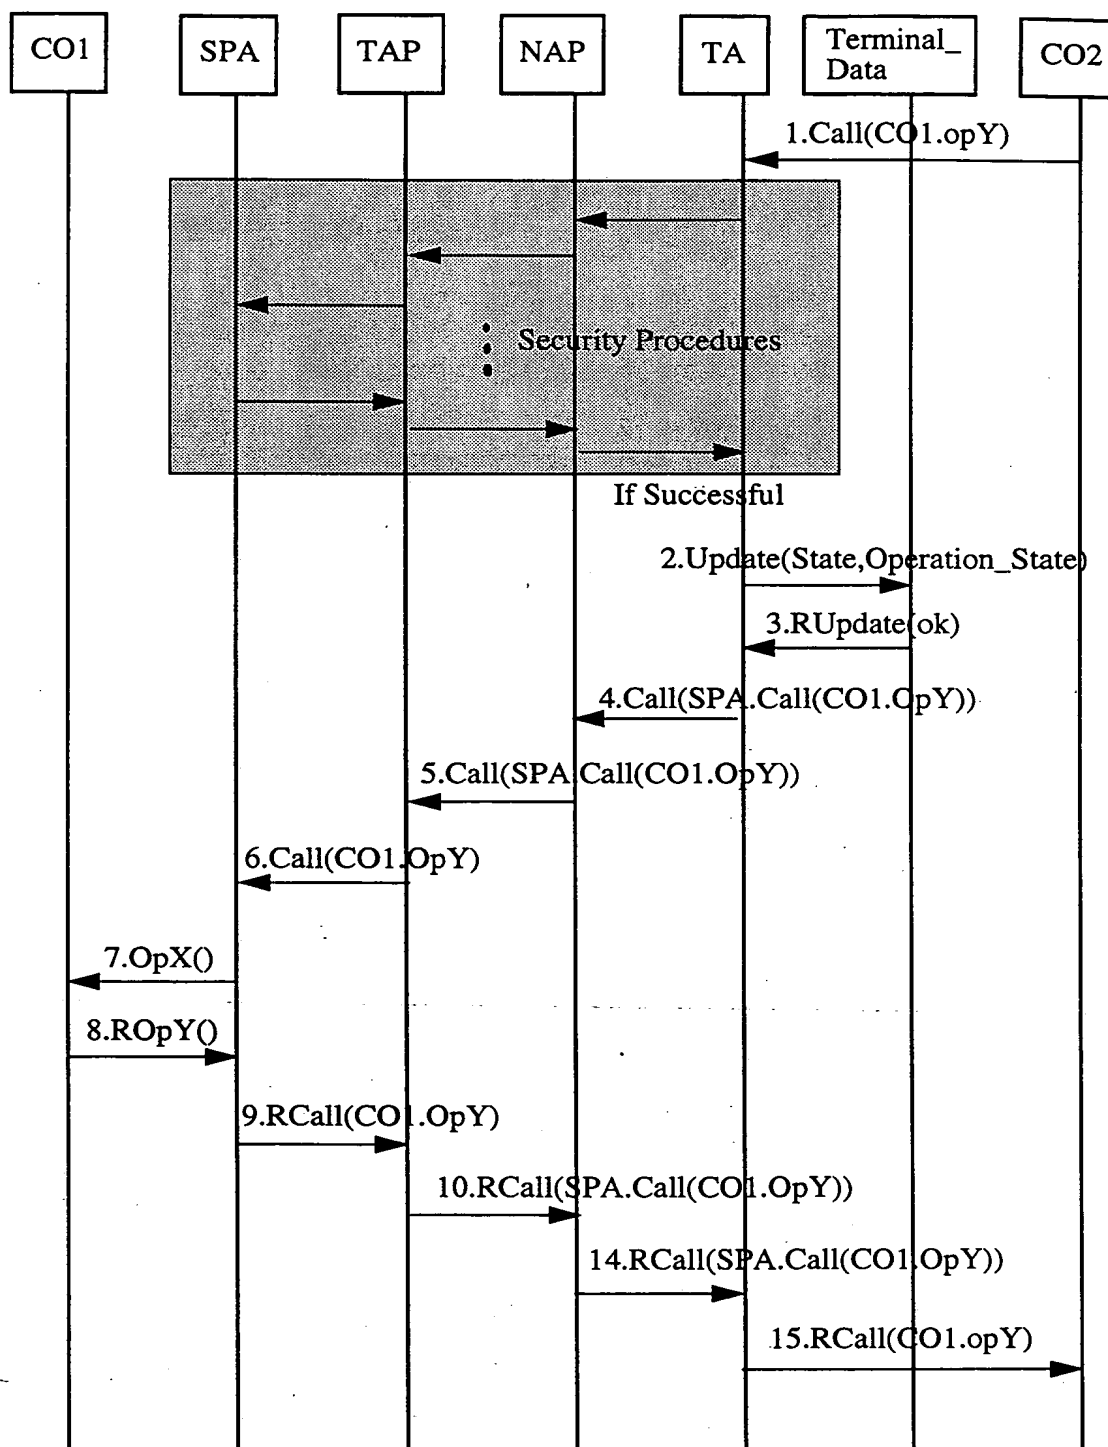 CO1
SPA
TAP
NAP
TA
Terminal_
Data
CO2
1.Call(CO1.opY)
Security Procedures
If Successful
2.Update(State,Operation_State)
3.RUpdate(ok)
4.Call(SPA.Call(CO1.OpY))
5.Call(SPA.Call(CO1.OpY))
6.Call(CO1.OpY)
7.OpX()
8.ROpY()
9.RCall(CO1.OpY)
10.RCall(SPA.Call(CO1.OpY))
14.RCall(SPA.Call(CO1.OpY))
15.RCall(CO1.opY)